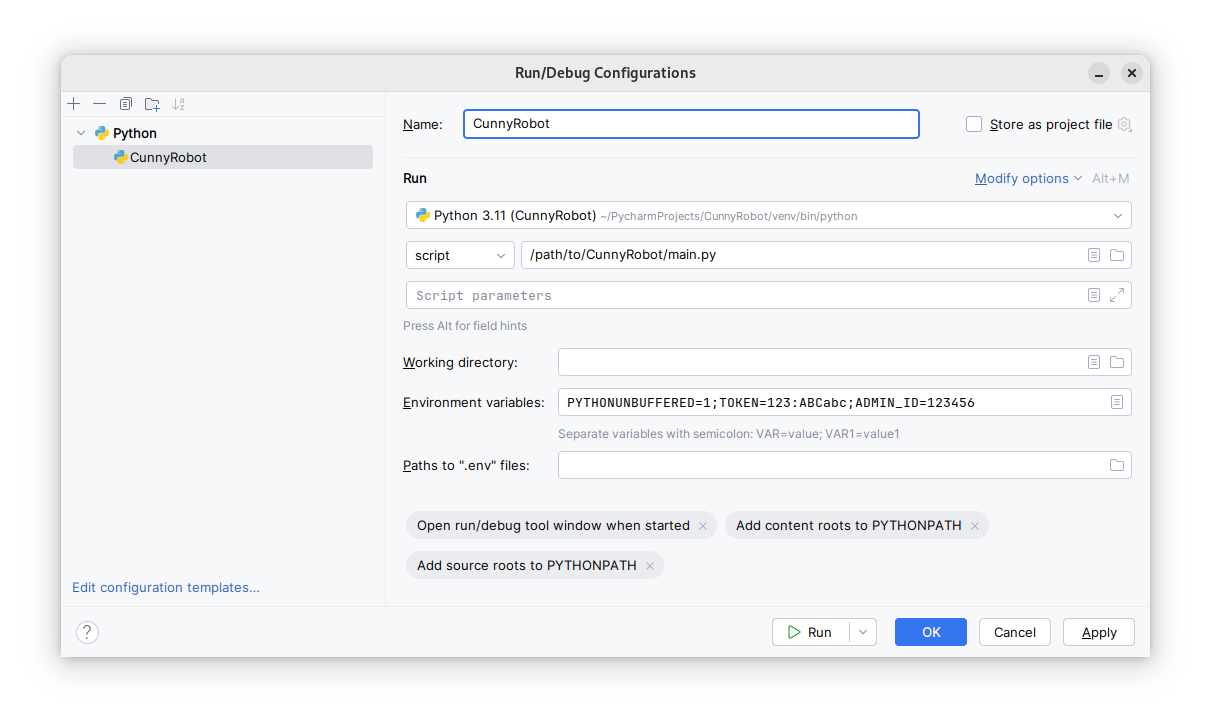 Run/Debug Configurations
Python
CunnyRobot
Edit configuration templates...
Name: CunnyRobot
Store as project file
Run
Modify options Alt+M
Python 3.11 (CunnyRobot) ~/PycharmProjects/CunnyRobot/venv/bin/python
script /path/to/CunnyRobot/main.py
Script parameters
Press Alt for field hints
Working directory:
Environment variables: PYTHONUNBUFFERED=1;TOKEN=123:ABCabc;ADMIN_ID=123456
Separate variables with semicolon: VAR=value; VAR1=value1
Paths to ".env" files:
Open run/debug tool window when started × Add content roots to PYTHONPATH ×
Add source roots to PYTHONPATH ×
? Run OK Cancel Apply